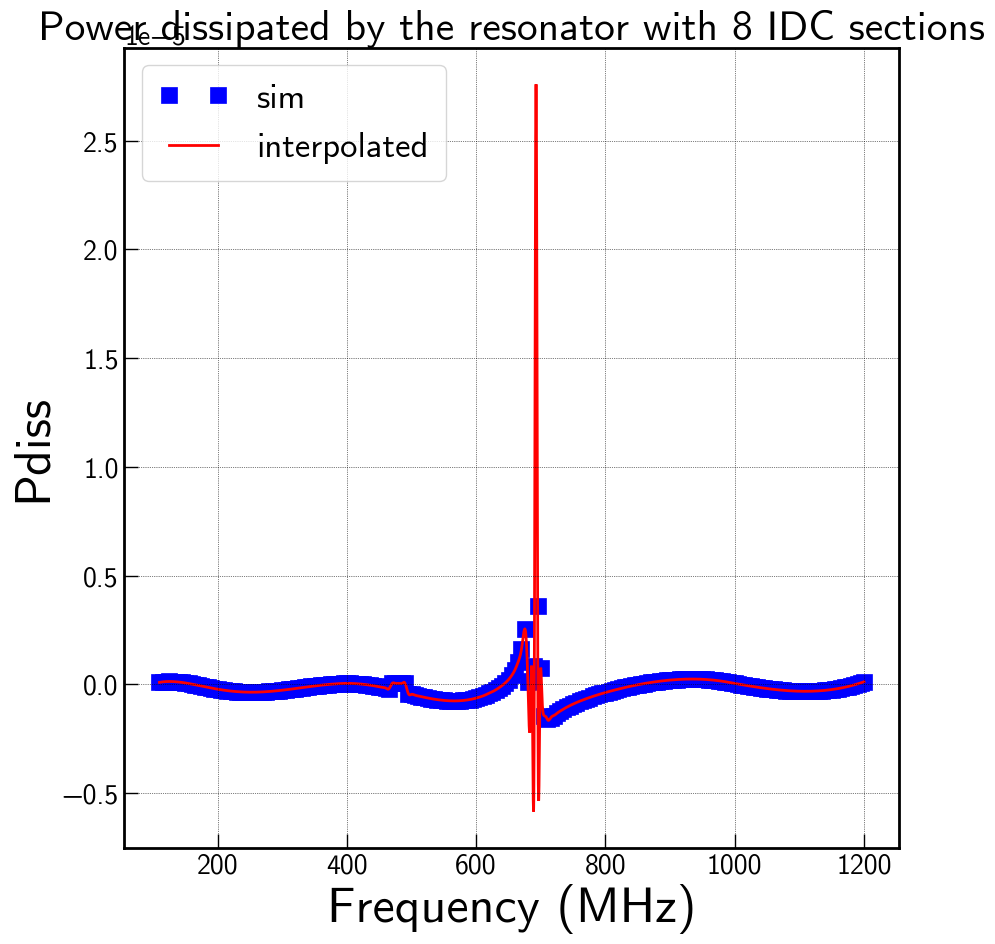 Power dissipated by the resonator with 8 IDC sections
1e−5
sim
interpolated
2.5
2.0
1.5
1.0
0.5
0.0
−0.5
Pdiss
200 400 600 800 1000 1200
Frequency (MHz)